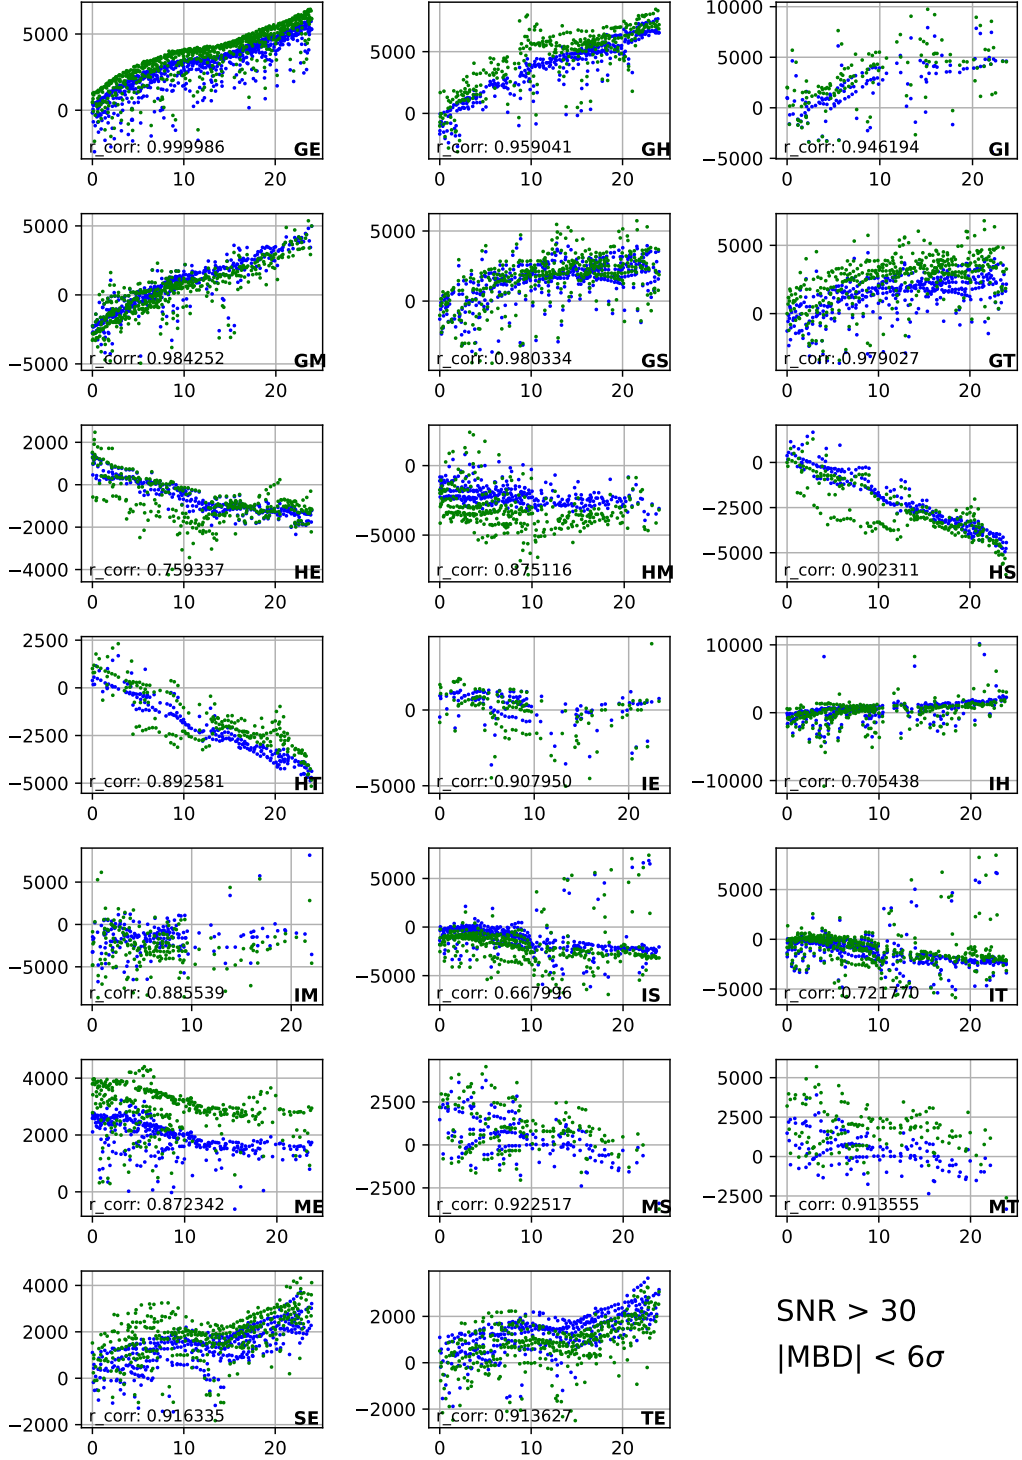 5000
0
r_corr: 0.999986
GE
0
10
20
5000
0
r_corr: 0.959041
GH
0
10
20
10000
5000
0
−5000
r_corr: 0.946194
GI
0
10
20
5000
0
−5000
r_corr: 0.984252
GM
0
10
20
5000
0
r_corr: 0.980334
GS
0
10
20
5000
0
r_corr: 0.979027
GT
0
10
20
2000
0
−2000
−4000
r_corr: 0.759337
HE
0
10
20
0
−5000
r_corr: 0.875116
HM
0
10
20
0
−2500
−5000
r_corr: 0.902311
HS
0
10
20
2500
0
−2500
−5000
r_corr: 0.892581
HT
0
10
20
0
−5000
r_corr: 0.907950
IE
0
10
20
10000
0
−10000
r_corr: 0.705438
IH
0
10
20
5000
0
−5000
r_corr: 0.885539
IM
0
10
20
5000
0
−5000
r_corr: 0.667996
IS
0
10
20
5000
0
−5000
r_corr: 0.721770
IT
0
10
20
4000
2000
0
r_corr: 0.872342
ME
0
10
20
2500
0
−2500
r_corr: 0.922517
MS
0
10
20
5000
2500
0
−2500
r_corr: 0.913555
MT
0
10
20
4000
2000
0
−2000
r_corr: 0.916335
SE
0
10
20
2000
0
−2000
r_corr: 0.913627
TE
0
10
20
SNR > 30
|MBD| < 6σ